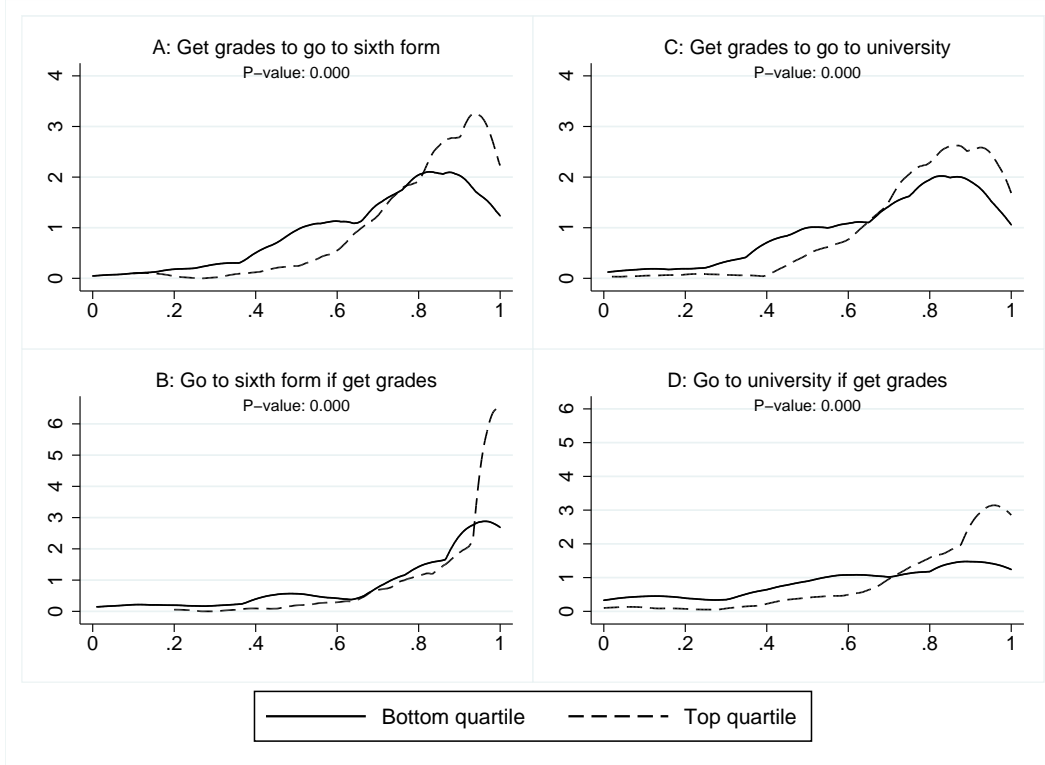 A: Get grades to go to sixth form
P−value: 0.000
4
3
2
1
0
0 .2 .4 .6 .8 1
C: Get grades to go to university
P−value: 0.000
4
3
2
1
0
0 .2 .4 .6 .8 1
B: Go to sixth form if get grades
P−value: 0.000
6
5
4
3
2
1
0
0 .2 .4 .6 .8 1
D: Go to university if get grades
P−value: 0.000
6
5
4
3
2
1
0
0 .2 .4 .6 .8 1
Bottom quartile Top quartile